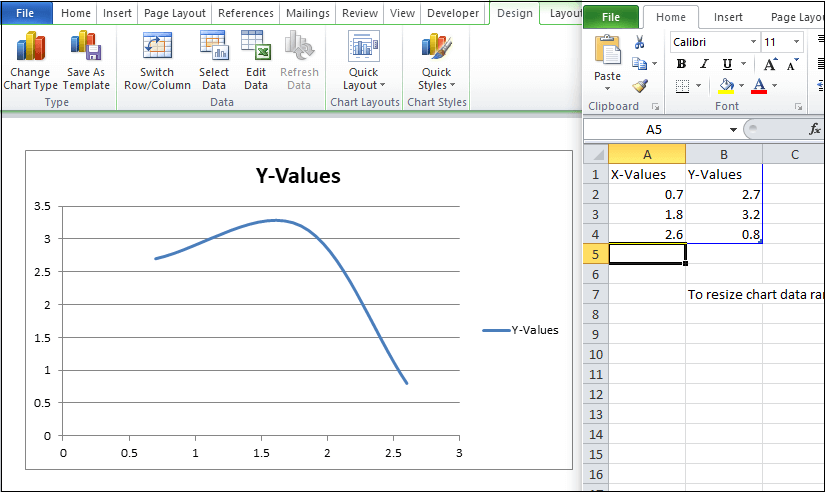 File Home Insert Page Layout References Mailings Review View Developer Design Layou
Change Chart Type
Save As Template
Switch Row/Column
Select Data
Edit Data
Refresh Data
Quick Layout
Quick Styles
Type Data Chart Layouts Chart Styles
Y-Values
3.5
3
2.5
2
1.5
1
0.5
0
0 0.5 1 1.5 2 2.5 3
Y-Values
File Home Insert Page Layou
Paste
Calibri 11
B I U A A
A
Clipboard Font
A5 fx
A B C
1 X-Values Y-Values
2 0.7 2.7
3 1.8 3.2
4 2.6 0.8
5
6
7 To resize chart data ran
8
9
10
11
12
13
14
15
16